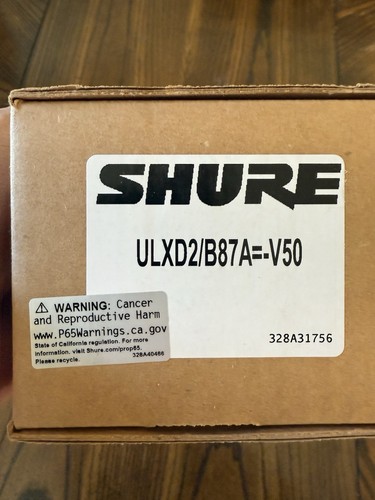 SHURE
ULXD2/B87A=-V50
328A31756
⚠ WARNING: Cancer
and Reproductive Harm
www.P65Warnings.ca.gov
State of California regulation. For more
information, visit Shure.com/prop65.
Please recycle.
328A40466